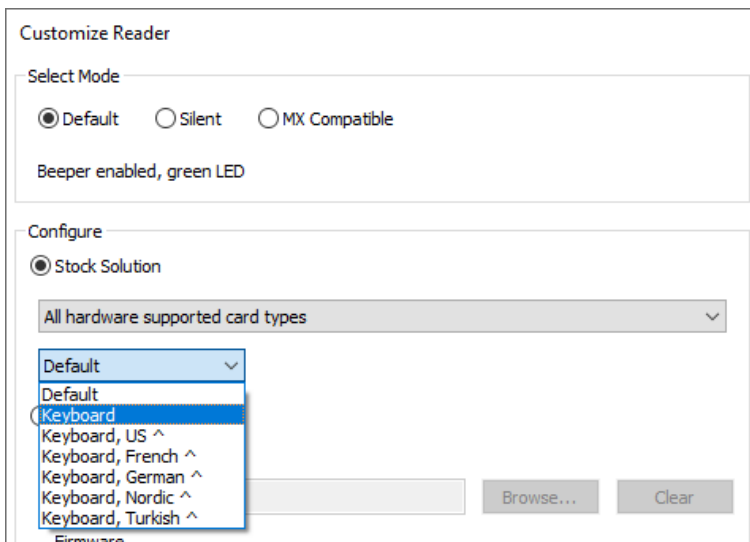 Customize Reader
Select Mode
Default Silent MX Compatible
Beeper enabled, green LED
Configure
Stock Solution
All hardware supported card types
Default
Default
Keyboard
Keyboard, US ^
Keyboard, French ^
Keyboard, German ^
Keyboard, Nordic ^
Browse... Clear
Keyboard, Turkish ^
Firmware